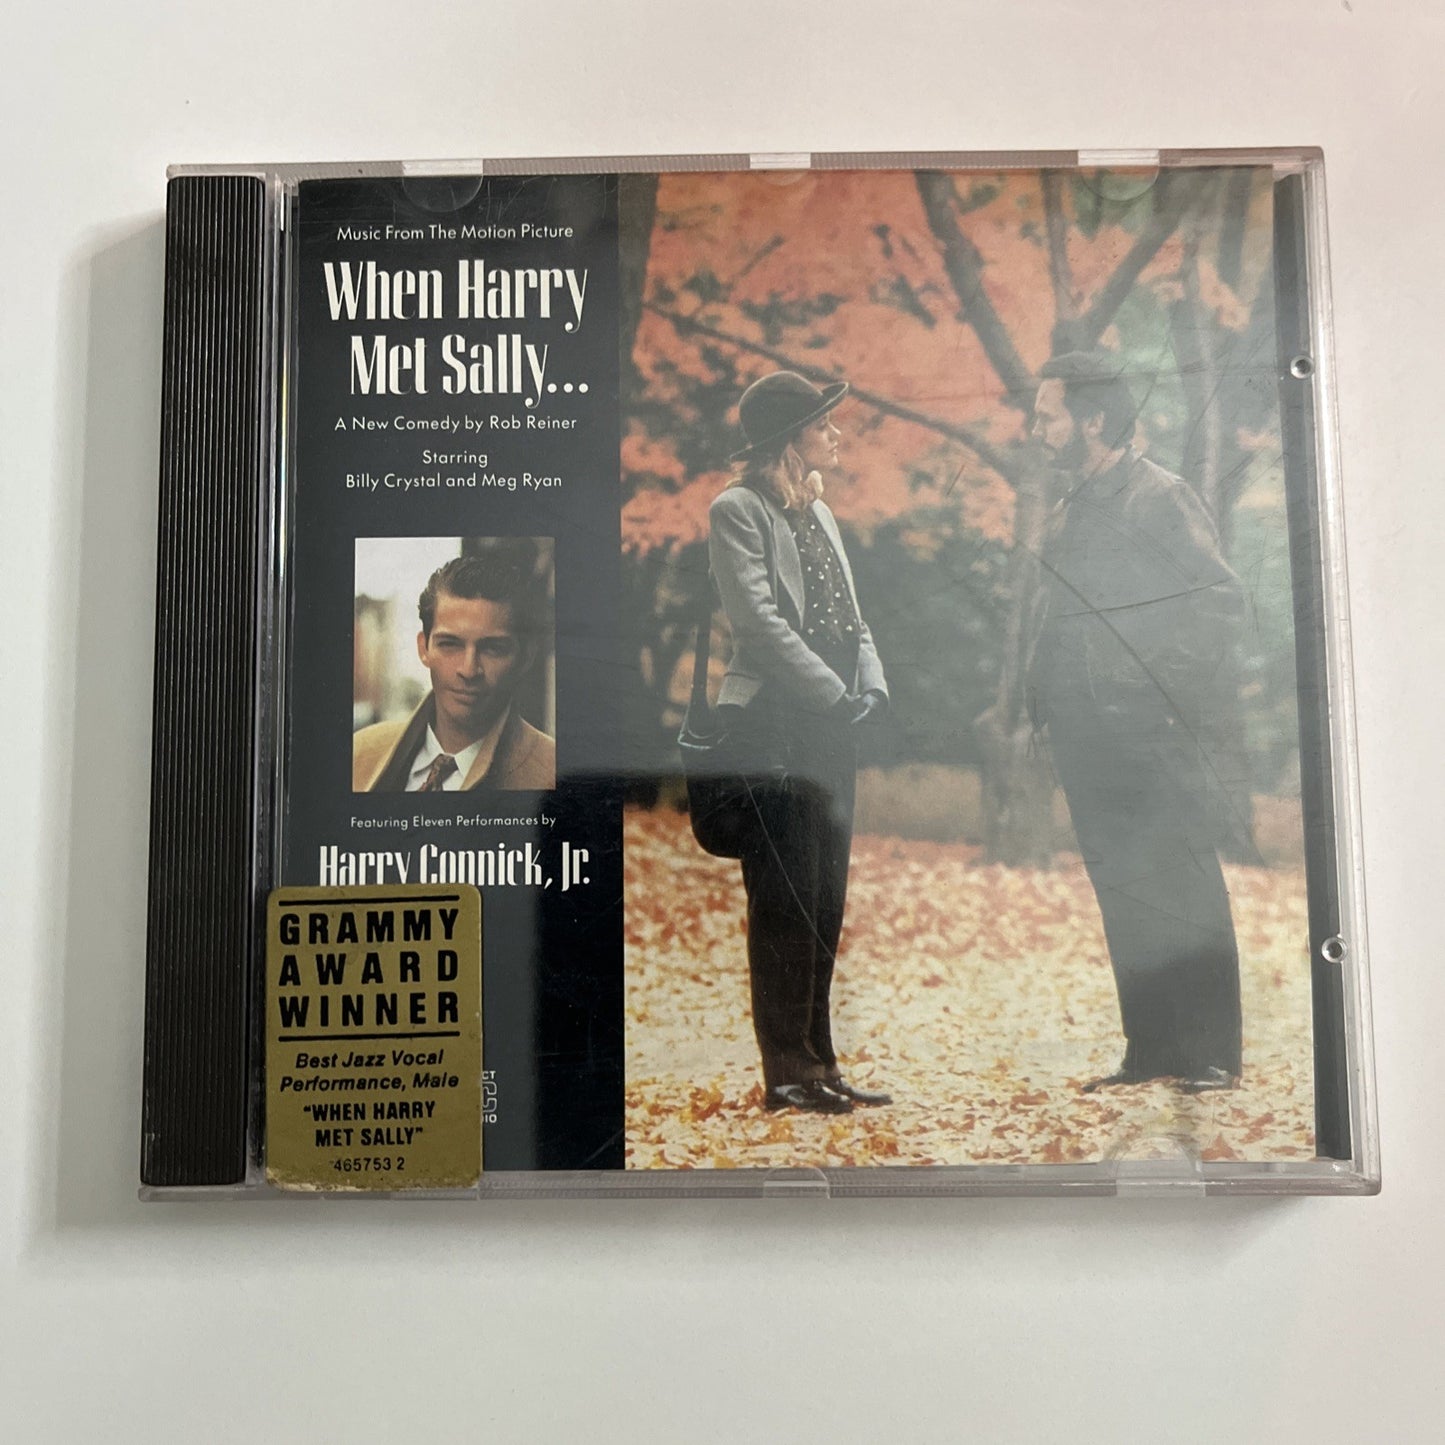 Music From The Motion Picture
When Harry
Met Sally...
A New Comedy by Rob Reiner
Starring
Billy Crystal and Meg Ryan
Featuring Eleven Performances by
Harry Connick, Jr.
GRAMMY
AWARD
WINNER
Best Jazz Vocal
Performance, Male
"WHEN HARRY
MET SALLY"
465753 2